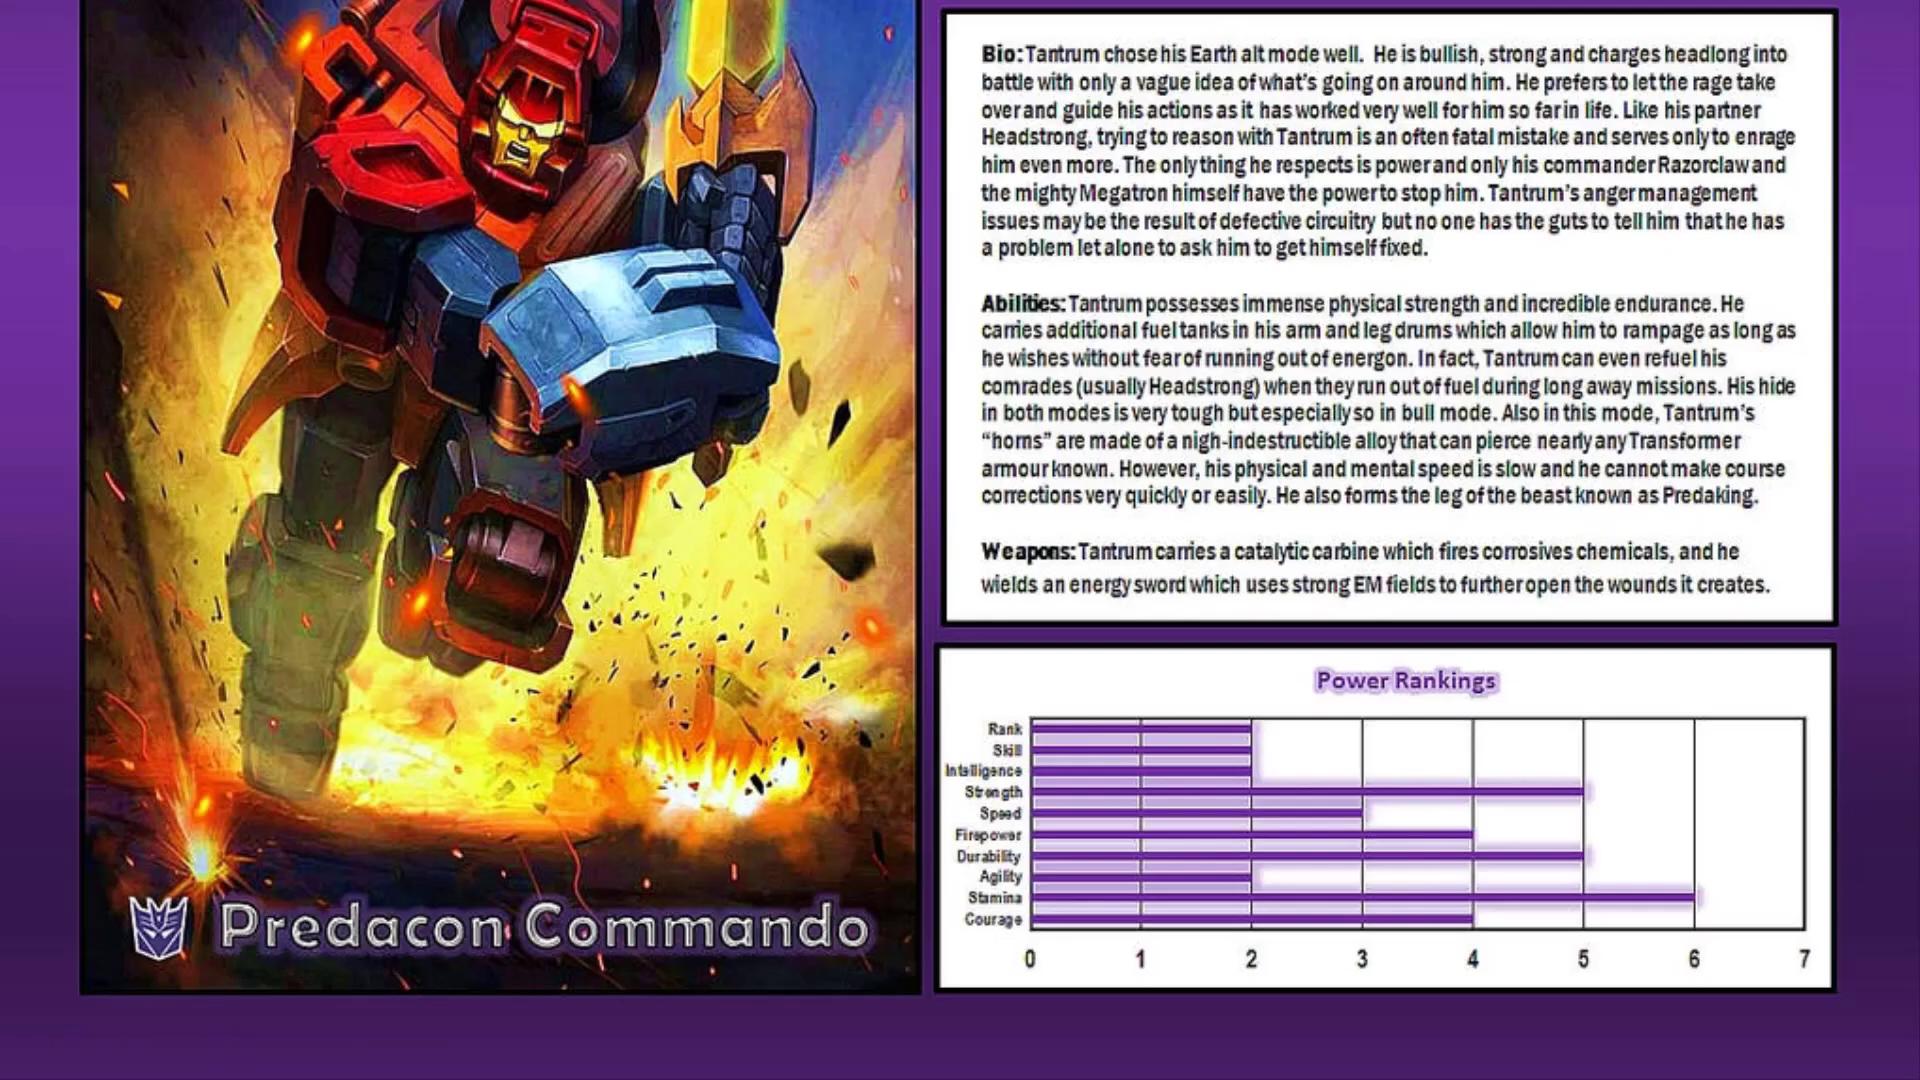 Bio: Tantrum chose his Earth alt mode well. He is bullish, strong and charges headlong into
battle with only a vague idea of what's going on around him. He prefers to let the rage take
over and guide his actions as it has worked very well for him so far in life. Like his partner
Headstrong, trying to reason with Tantrum is an often fatal mistake and serves only to enrage
him even more. The only thing he respects is power and only his commander Razorclaw and
the mighty Megatron himself have the power to stop him. Tantrum's anger management
issues may be the result of defective circuitry but no one has the guts to tell him that he has
a problem let alone to ask him to get himself fixed.
Abilities: Tantrum possesses immense physical strength and incredible endurance. He
carries additional fuel tanks in his arm and leg drums which allow him to rampage as long as
he wishes without fear of running out of energon. In fact, Tantrum can even refuel his
comrades (usually Headstrong) when they run out of fuel during long away missions. His hide
in both modes is very tough but especially so in bull mode. Also in this mode, Tantrum's
“horns” are made of a nigh-indestructible alloy that can pierce nearly any Transformer
armour known. However, his physical and mental speed is slow and he cannot make course
corrections very quickly or easily. He also forms the leg of the beast known as Predaking.
Weapons: Tantrum carries a catalytic carbine which fires corrosives chemicals, and he
wields an energy sword which uses strong EM fields to further open the wounds it creates.
Predacon Commando
Power Rankings
Rank
Skill
Intelligence
Strength
Speed
Firepower
Durability
Agility
Stamina
Courage
0 1 2 3 4 5 6 7